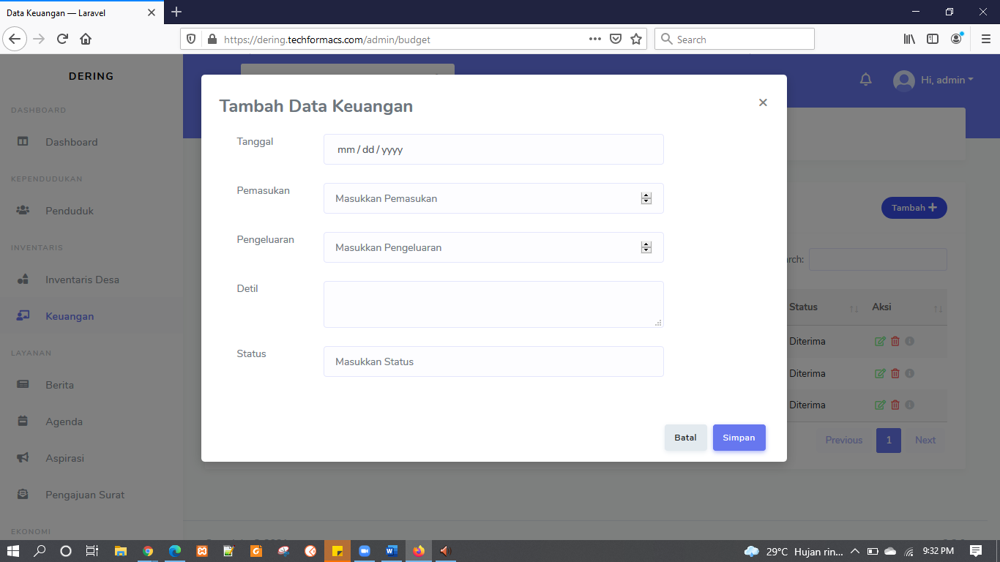 Data Keuangan — Laravel
https://dering.techformacs.com/admin/budget
Search
DERING
Hi, admin
DASHBOARD
Dashboard
KEPENDUDUKAN
Penduduk
INVENTARIS
Inventaris Desa
Keuangan
LAYANAN
Berita
Agenda
Aspirasi
Pengajuan Surat
EKONOMI
Tambah Data Keuangan
×
Tanggal
mm / dd / yyyy
Pemasukan
Masukkan Pemasukan
Pengeluaran
Masukkan Pengeluaran
Detil
Status
Masukkan Status
Batal
Simpan
Tambah
rch:
Status
Aksi
Diterima
Diterima
Diterima
Previous
1
Next
29°C Hujan rin...
9:32 PM